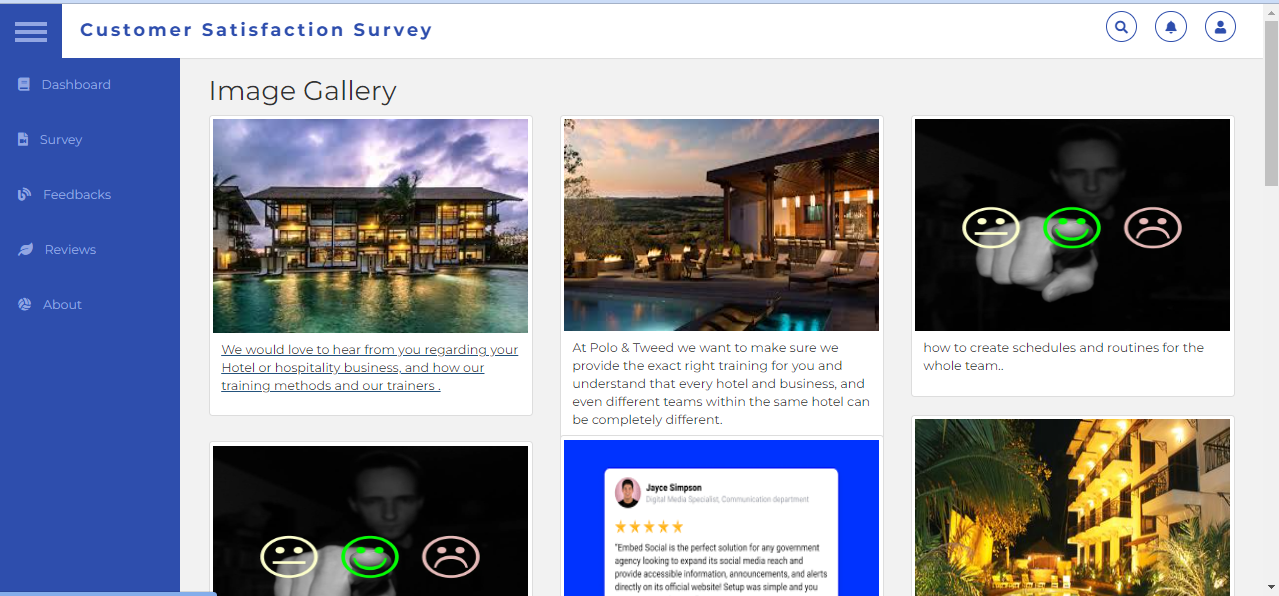 Customer Satisfaction Survey
Dashboard
Survey
Feedbacks
Reviews
About
Image Gallery
We would love to hear from you regarding your
Hotel or hospitality business, and how our
training methods and our trainers .
At Polo & Tweed we want to make sure we
provide the exact right training for you and
understand that every hotel and business, and
even different teams within the same hotel can
be completely different.
how to create schedules and routines for the
whole team..
Jayce Simpson
Digital Media Specialist, Communication department
"Embed Social is the perfect solution for any government
agency looking to expand its social media reach and
provide accessible information, announcements, and alerts
directly on its official website! Setup was simple and you